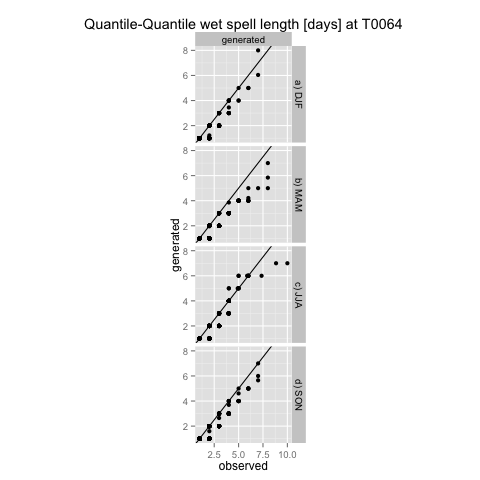 Quantile-Quantile wet spell length [days] at T0064
generated
8
6
4
2
a) DJF
8
6
4
2
b) MAM
generated
8
6
4
2
c) JJA
8
6
4
2
d) SON
2.5 5.0 7.5 10.0
observed